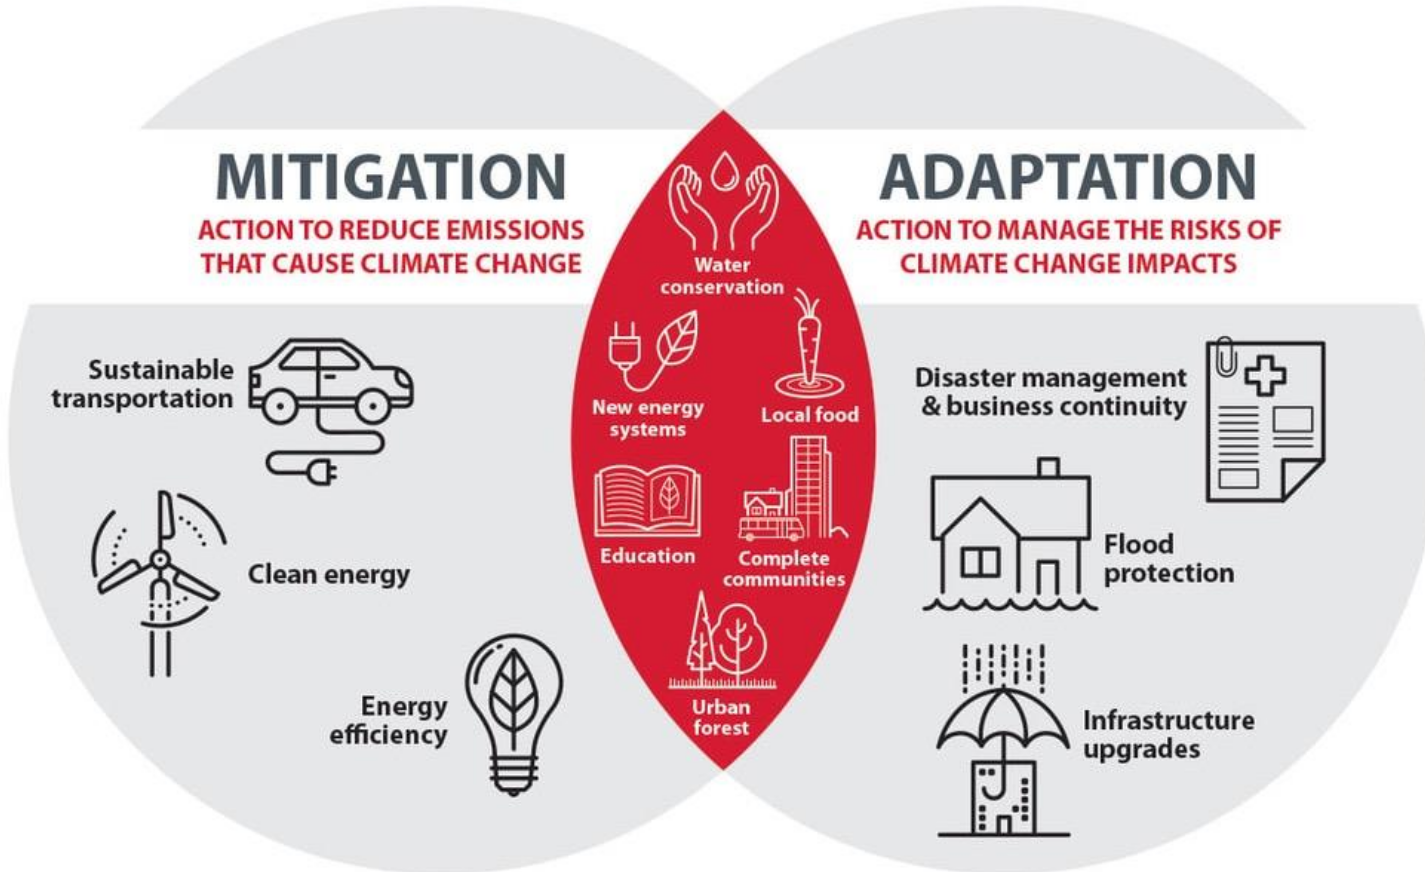 MITIGATION
ACTION TO REDUCE EMISSIONS
THAT CAUSE CLIMATE CHANGE
Sustainable
transportation
Clean energy
Energy
efficiency
Water
conservation
New energy
systems
Local food
Education
Complete
communities
Urban
forest
ADAPTATION
ACTION TO MANAGE THE RISKS OF
CLIMATE CHANGE IMPACTS
Disaster management
& business continuity
Flood
protection
Infrastructure
upgrades